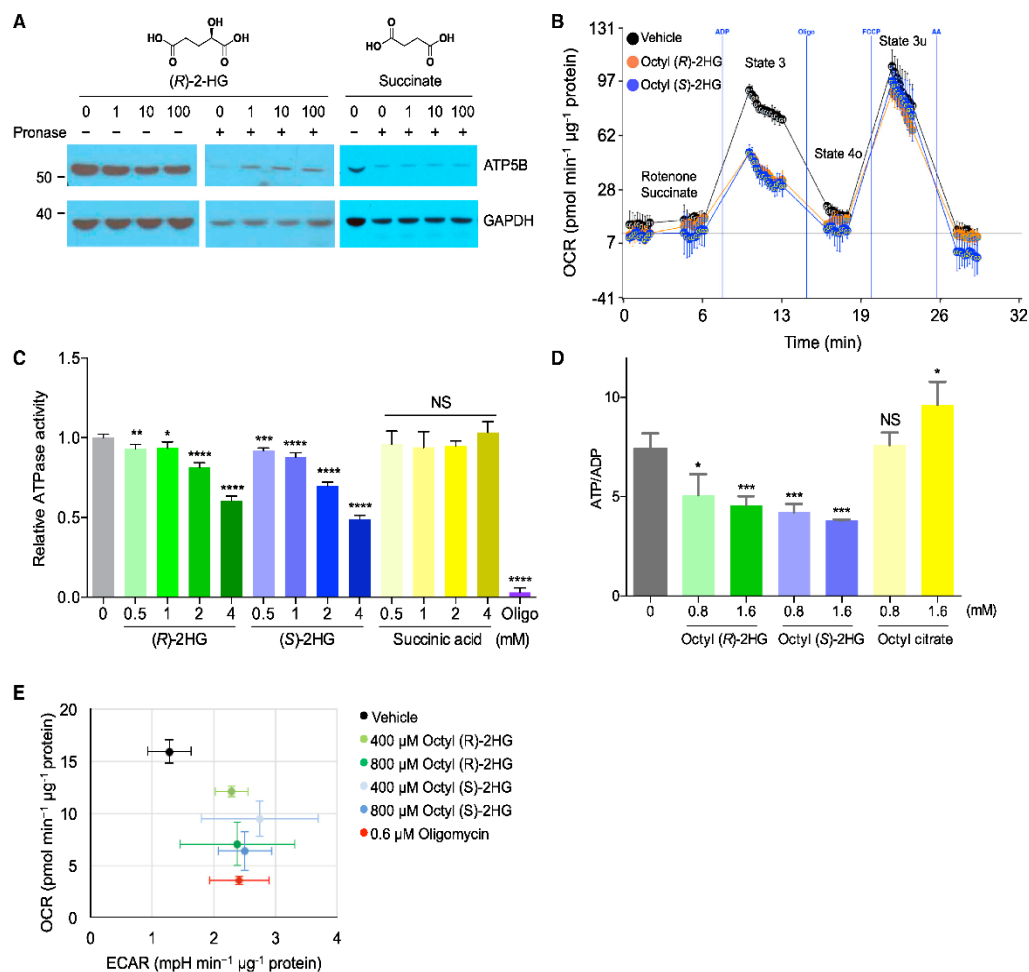 A
OH
HO
OH
O
O
(R)-2-HG
HO
O
OH
O
Succinate
0 1 10 100 0 1 10 100 0 0 1 10 100
Pronase − − − − + + + + − + + + +
50 − ATP5B
40 − GAPDH
B
Vehicle
Octyl (R)-2HG
Octyl (S)-2HG
ADP Oligo FCCP AA
State 3
State 3u
State 4o
Rotenone
Succinate
OCR (pmol min⁻¹ µg⁻¹ protein)
131
97
62
28
7
-41
0 6 13 19 26 32
Time (min)
C
Relative ATPase activity
1.5
1.0
0.5
0.0
** * **** **** *** **** **** **** NS ****
0 0.5 1 2 4 0.5 1 2 4 0.5 1 2 4 Oligo
(R)-2HG (S)-2HG Succinic acid (mM)
D
ATP/ADP
10
5
0
* *** *** *** NS *
0 0.8 1.6 0.8 1.6 0.8 1.6 (mM)
Octyl (R)-2HG Octyl (S)-2HG Octyl citrate
E
OCR (pmol min⁻¹ µg⁻¹ protein)
20
15
10
5
0
0 1 2 3 4
ECAR (mpH min⁻¹ µg⁻¹ protein)
Vehicle
400 µM Octyl (R)-2HG
800 µM Octyl (R)-2HG
400 µM Octyl (S)-2HG
800 µM Octyl (S)-2HG
0.6 µM Oligomycin